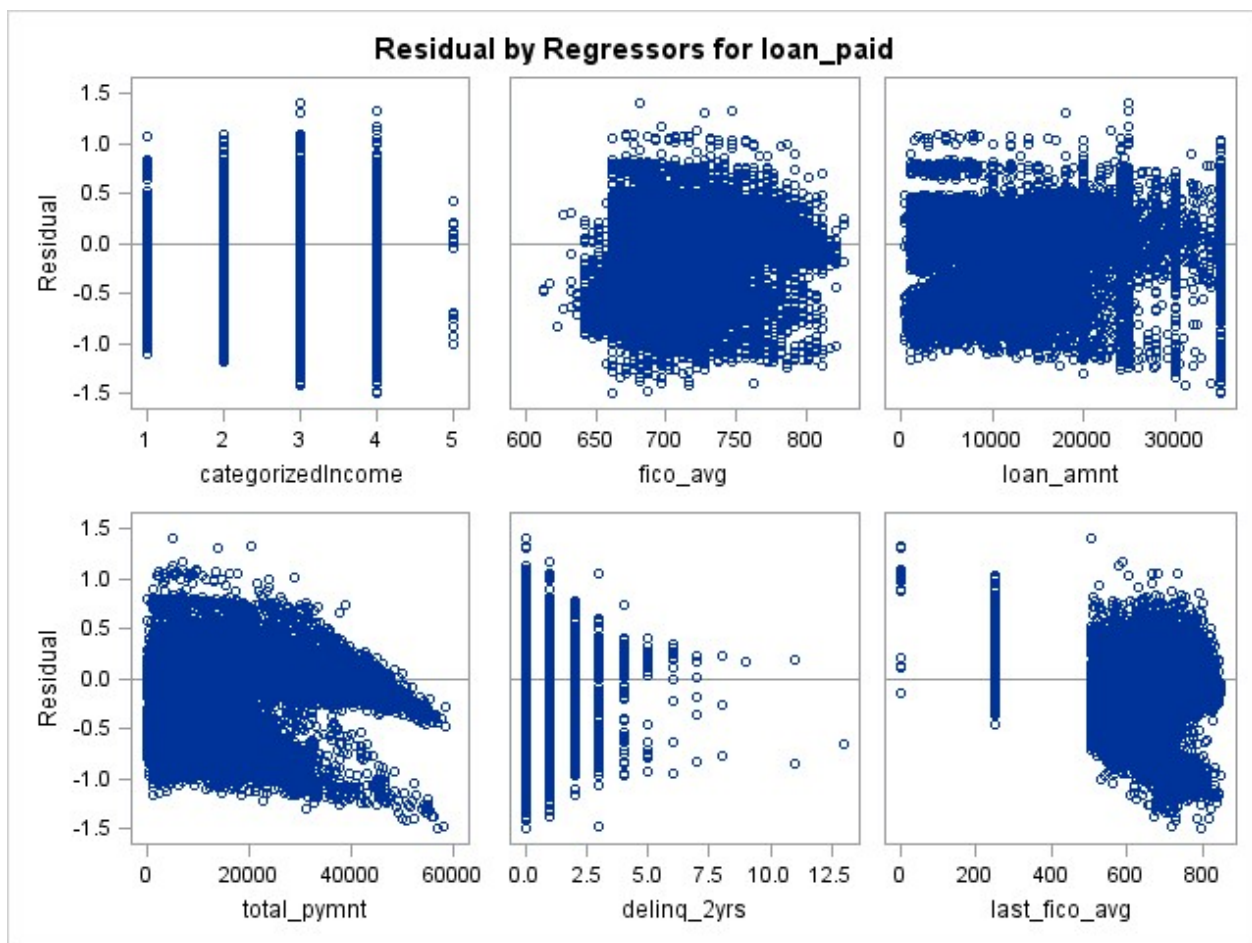 Residual by Regressors for loan_paid
1.5
1.0
0.5
0.0
-0.5
-1.0
-1.5
Residual
1 2 3 4 5
categorizedIncome
600 650 700 750 800
fico_avg
0 10000 20000 30000
loan_amnt
1.5
1.0
0.5
0.0
-0.5
-1.0
-1.5
Residual
0 20000 40000 60000
total_pymnt
0.0 2.5 5.0 7.5 10.0 12.5
delinq_2yrs
0 200 400 600 800
last_fico_avg